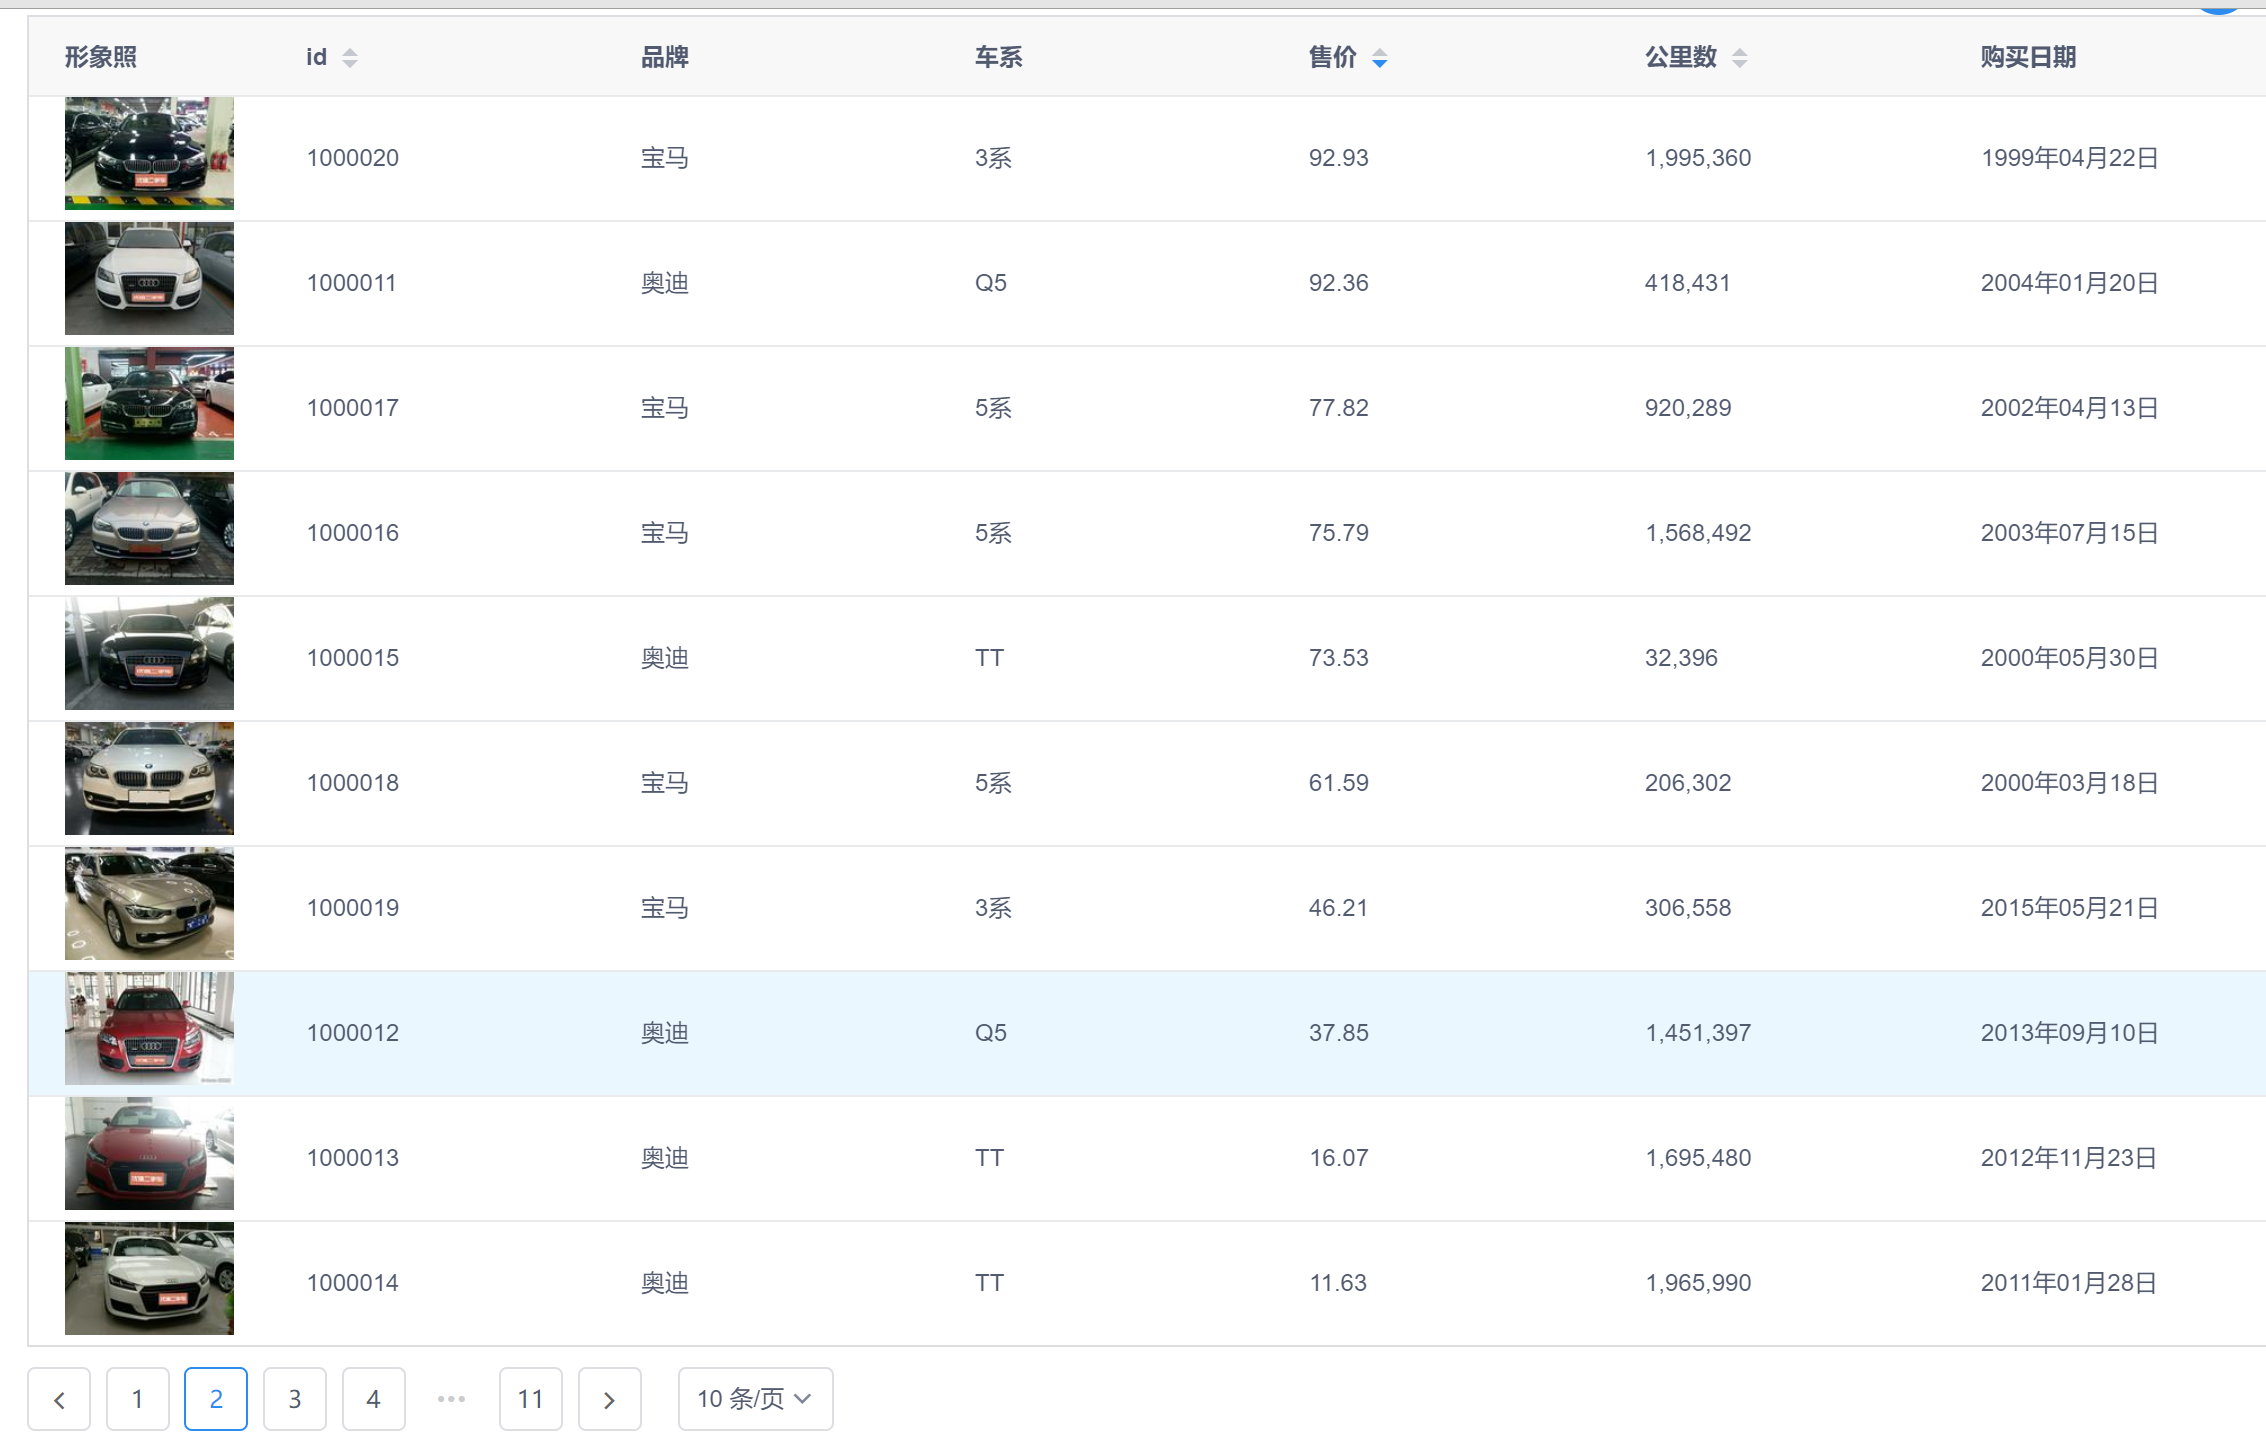 形象照 id 品牌 车系 售价 公里数 购买日期
1000020 宝马 3系 92.93 1,995,360 1999年04月22日
1000011 奥迪 Q5 92.36 418,431 2004年01月20日
1000017 宝马 5系 77.82 920,289 2002年04月13日
1000016 宝马 5系 75.79 1,568,492 2003年07月15日
1000015 奥迪 TT 73.53 32,396 2000年05月30日
1000018 宝马 5系 61.59 206,302 2000年03月18日
1000019 宝马 3系 46.21 306,558 2015年05月21日
1000012 奥迪 Q5 37.85 1,451,397 2013年09月10日
1000013 奥迪 TT 16.07 1,695,480 2012年11月23日
1000014 奥迪 TT 11.63 1,965,990 2011年01月28日
1 2 3 4 ••• 11 10 条/页